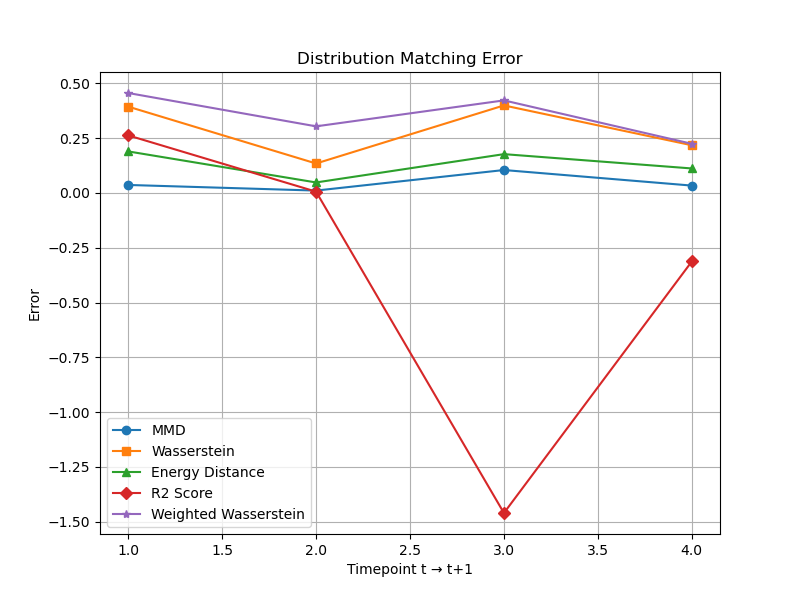 Distribution Matching Error
Error
0.50
0.25
0.00
−0.25
−0.50
−0.75
−1.00
−1.25
−1.50
MMD
Wasserstein
Energy Distance
R2 Score
Weighted Wasserstein
1.0 1.5 2.0 2.5 3.0 3.5 4.0
Timepoint t → t+1